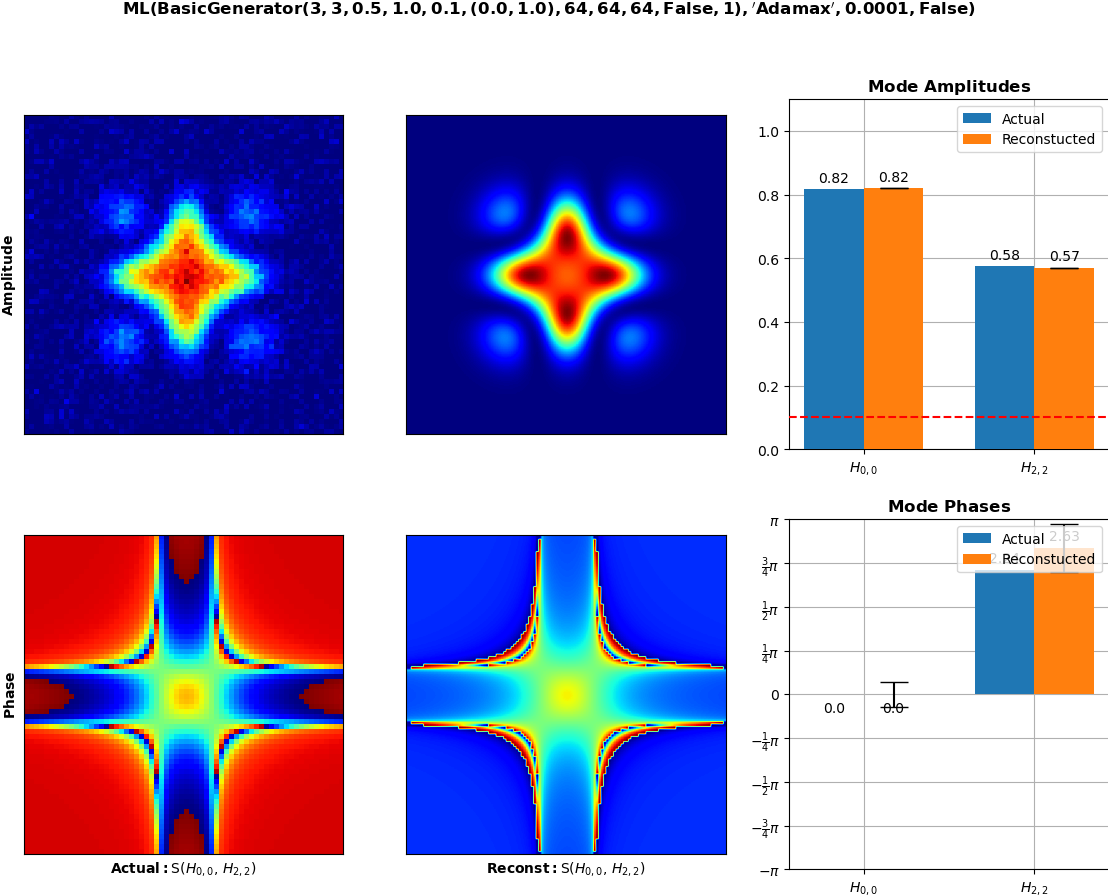 ML(BasicGenerator(3, 3, 0.5, 1.0, 0.1, (0.0, 1.0), 64, 64, 64, False, 1), ′Adamax′, 0.0001, False)
Mode Amplitudes
Actual
Reconstucted
1.0
0.8
0.6
0.4
0.2
0.0
0.82
0.82
0.58
0.57
H0,0
H2,2
Amplitude
Mode Phases
Actual
Reconstucted
2.63
π
3/4π
1/2π
1/4π
0
−1/4π
−1/2π
−3/4π
−π
0.0
0.0
H0,0
H2,2
Phase
Actual: S(H0,0, H2,2)
Reconst: S(H0,0, H2,2)